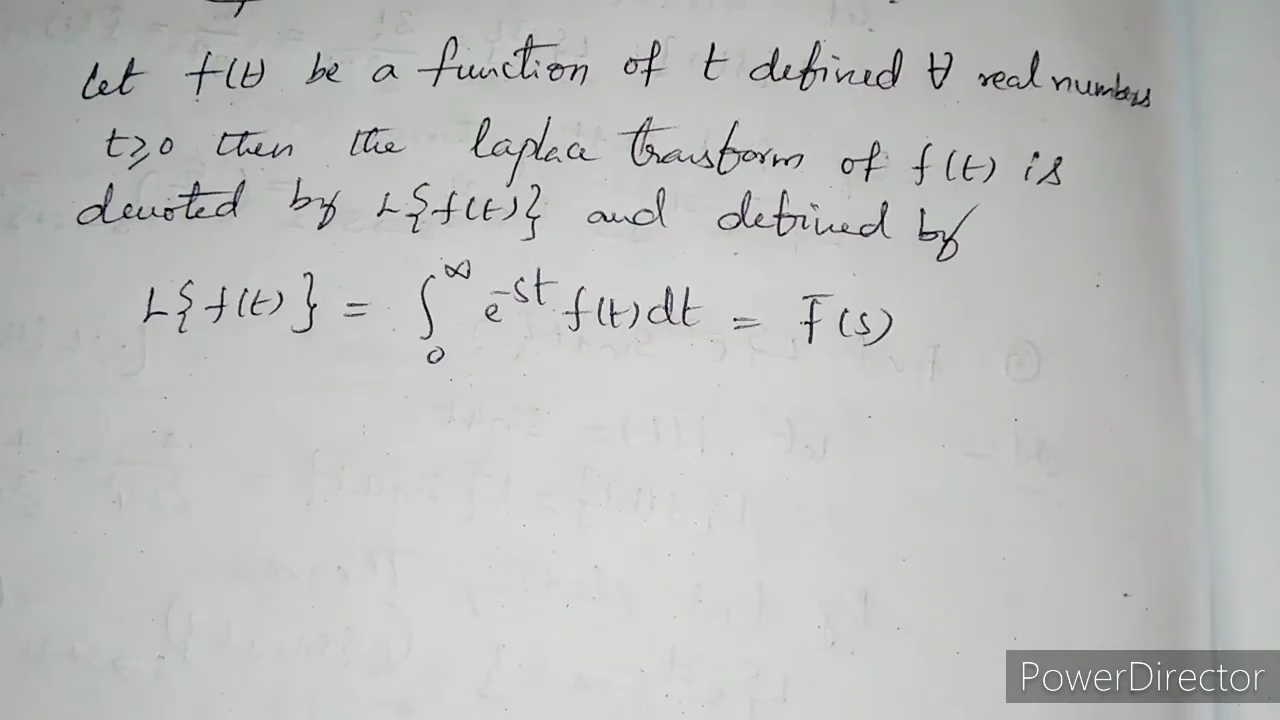 Let f(t) be a function of t defined ∀ real numbers
t≥0 then the laplace transform of f(t) is
denoted by L{f(t)} and defined by
L{f(t)} = ∫₀^∞ e^-st f(t)dt = F̄(s)
PowerDirector